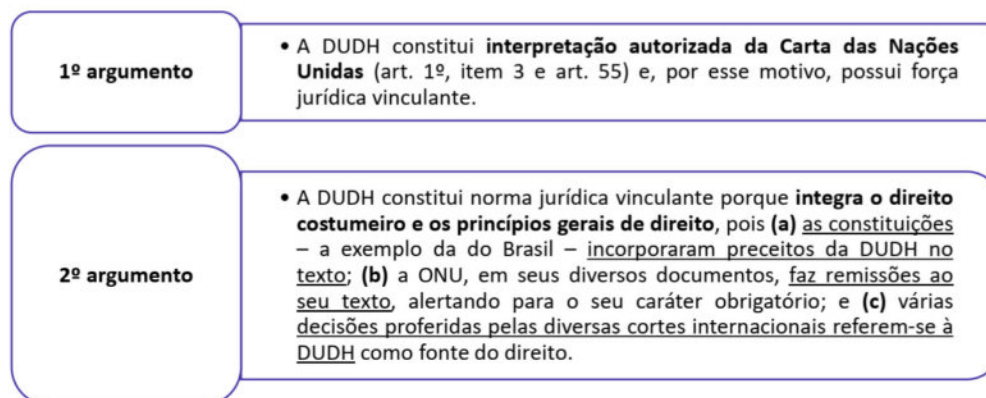 1º argumento
• A DUDH constitui interpretação autorizada da Carta das Nações
Unidas (art. 1º, item 3 e art. 55) e, por esse motivo, possui força
jurídica vinculante.
2º argumento
• A DUDH constitui norma jurídica vinculante porque integra o direito
costumeiro e os princípios gerais de direito, pois (a) as constituições
– a exemplo da do Brasil – incorporaram preceitos da DUDH no
texto; (b) a ONU, em seus diversos documentos, faz remissões ao
seu texto, alertando para o seu caráter obrigatório; e (c) várias
decisões proferidas pelas diversas cortes internacionais referem-se à
DUDH como fonte do direito.